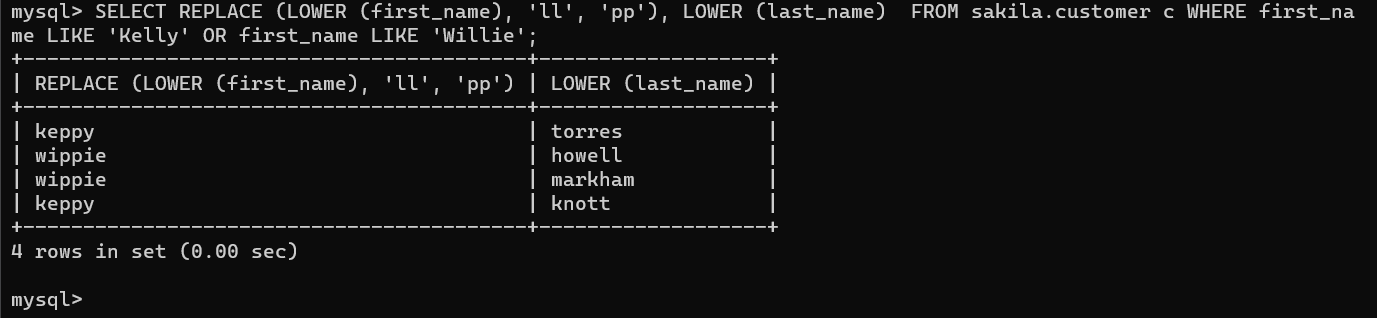 mysql> SELECT REPLACE (LOWER (first_name), 'll', 'pp'), LOWER (last_name)  FROM sakila.customer c WHERE first_na
me LIKE 'Kelly' OR first_name LIKE 'Willie';
+------------------------------------------+-------------------+
| REPLACE (LOWER (first_name), 'll', 'pp') | LOWER (last_name) |
+------------------------------------------+-------------------+
| keppy                                    | torres            |
| wippie                                   | howell            |
| wippie                                   | markham           |
| keppy                                    | knott             |
+------------------------------------------+-------------------+
4 rows in set (0.00 sec)
mysql>